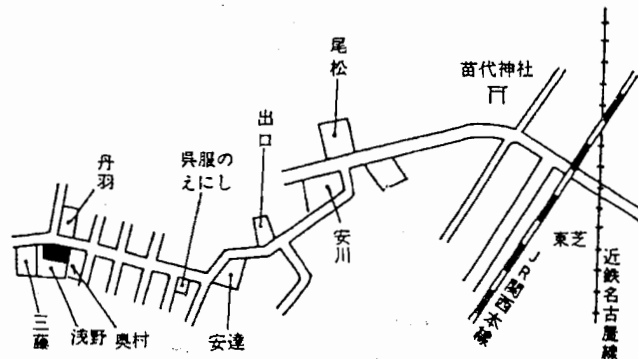 尾松
苗代神社
出口
呉服の
えにし
丹羽
安川
東芝
近鉄名古屋線
JR関西本線
三藤
浅野
奥村
安達